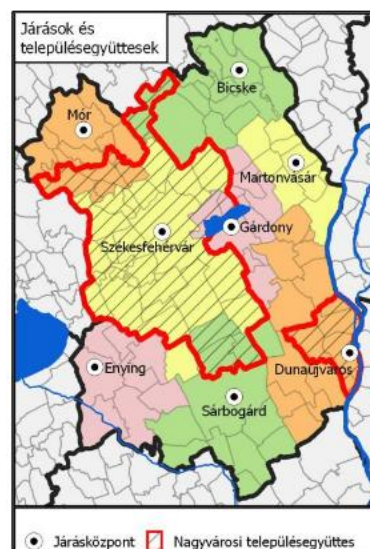 Járások és
településegyüttesek
Bicske
Mór
Martonvásár
Gárdony
Székesfehérvár
Enying
Dunaújváros
Sárbogárd
Járásközpont
Nagyvárosi településegyüttes